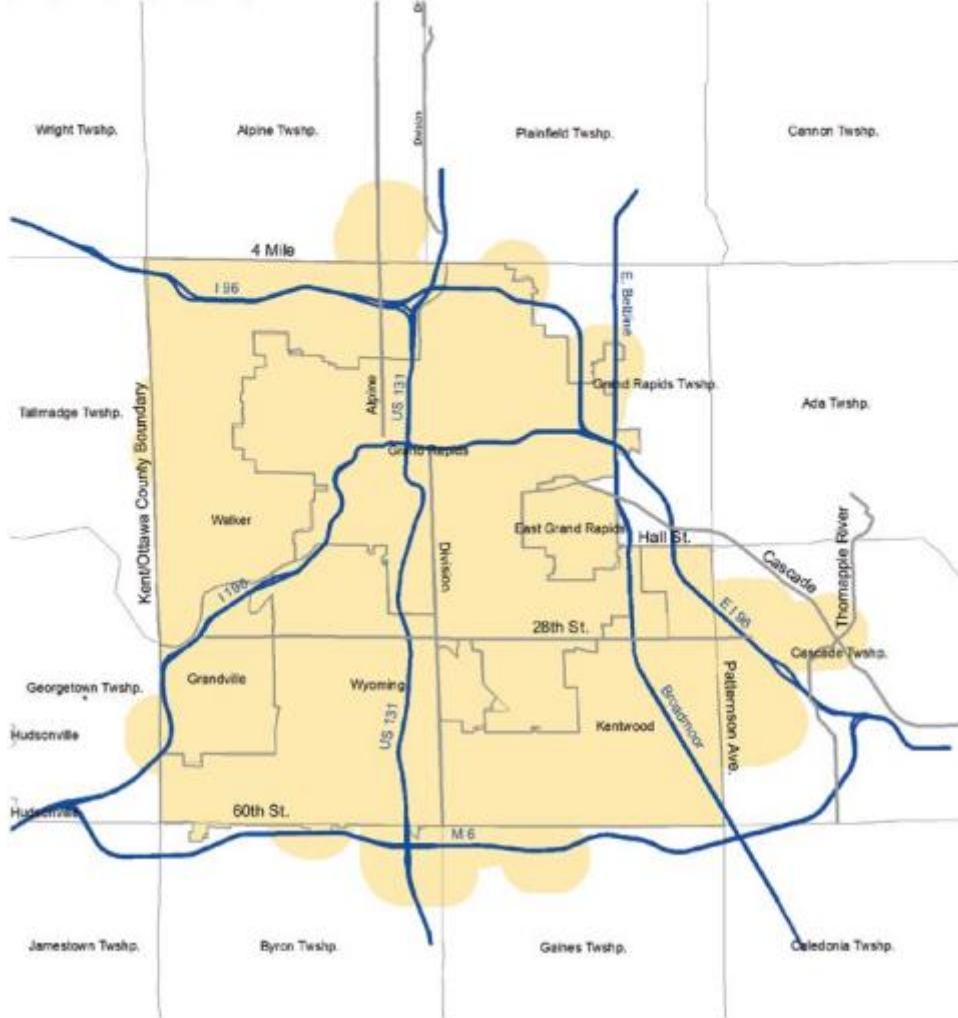 D
Division
Wright Twshp.
Alpine Twshp.
Plainfield Twshp.
Cannon Twshp.
4 Mile
I 96
E. Beltline
Alpine
US 131
Grand Rapids Twshp.
Tallmadge Twshp.
Ada Twshp.
Kent/Ottawa County Boundary
Grand Rapids
Walker
East Grand Rapids
Hall St.
Division
Cascade
Thornapple River
I 196
E I 96
28th St.
Cascade Twshp.
Georgetown Twshp.
Grandville
Wyoming
US 131
Kentwood
Broadmoor
Patternson Ave.
Hudsonville
Hudsonville
60th St.
M 6
Jamestown Twshp.
Byron Twshp.
Gaines Twshp.
Caledonia Twshp.